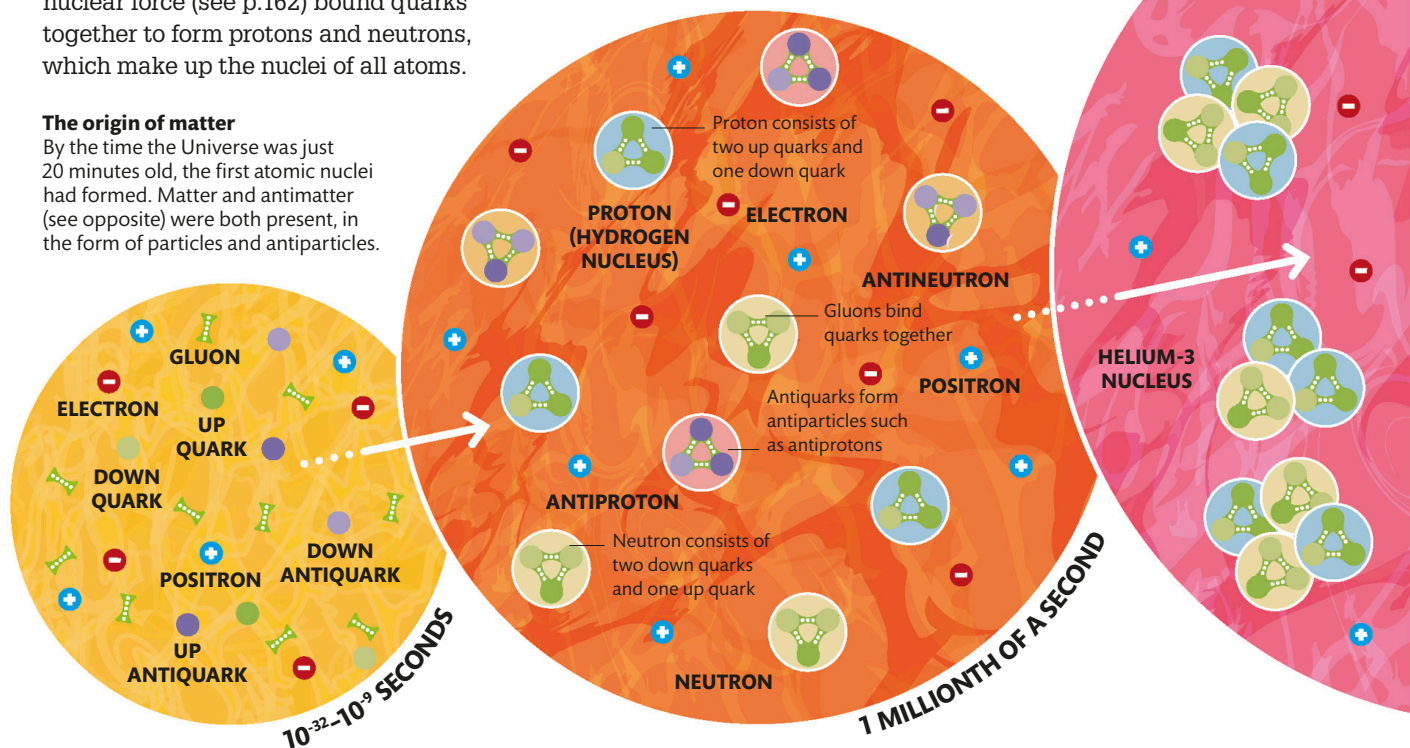 nuclear force (see p.162) bound quarks
together to form protons and neutrons,
which make up the nuclei of all atoms.
The origin of matter
By the time the Universe was just
20 minutes old, the first atomic nuclei
had formed. Matter and antimatter
(see opposite) were both present, in
the form of particles and antiparticles.
GLUON
ELECTRON
UP
QUARK
DOWN
QUARK
DOWN
ANTIQUARK
POSITRON
UP
ANTIQUARK
10⁻³²–10⁻⁹ SECONDS
Proton consists of
two up quarks and
one down quark
PROTON
(HYDROGEN
NUCLEUS)
ELECTRON
ANTINEUTRON
Gluons bind
quarks together
POSITRON
Antiquarks form
antiparticles such
as antiprotons
ANTIPROTON
Neutron consists of
two down quarks
and one up quark
NEUTRON
1 MILLIONTH OF A SECOND
HELIUM-3
NUCLEUS